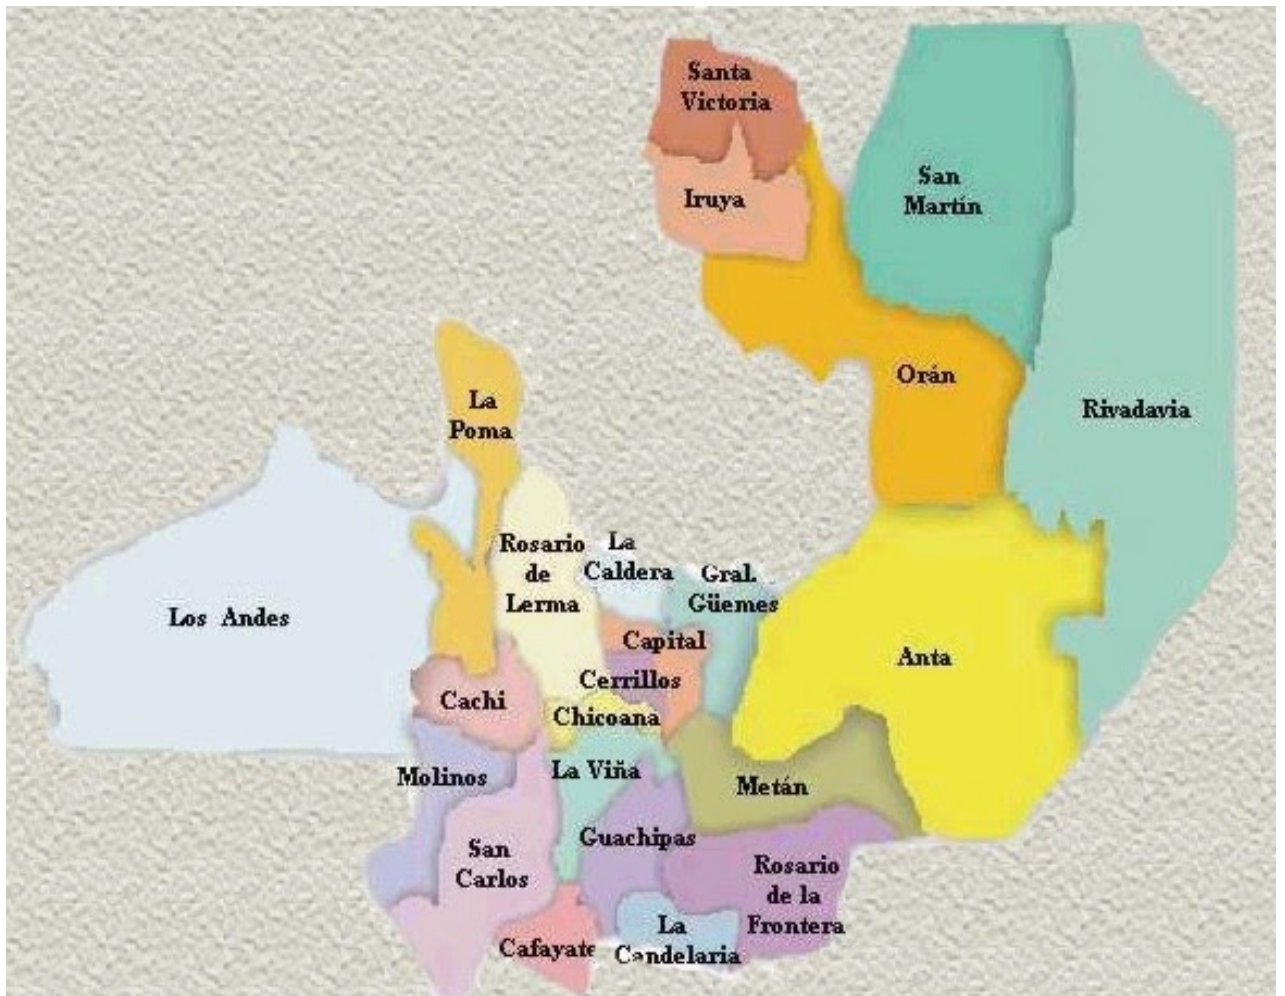 Santa
Victoria
Iruya
San
Martín
Orán
Rivadavia
La
Poma
Los Andes
Rosario
de
Lerma
La
Caldera
Gral.
Güemes
Capital
Cerrillos
Anta
Cachi
Chicoana
Molinos
La Viña
Metán
Guachipas
San
Carlos
Rosario
de la
Frontera
Cafayate
La
Candelaria